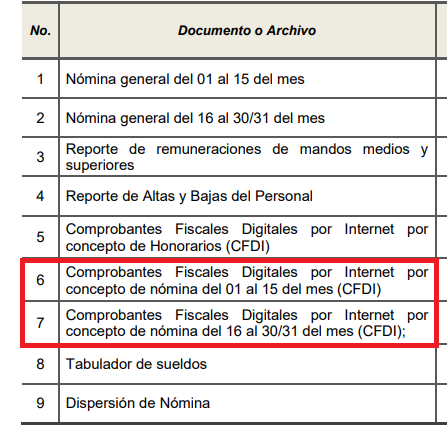 No. Documento o Archivo
1 Nómina general del 01 al 15 del mes
2 Nómina general del 16 al 30/31 del mes
3 Reporte de remuneraciones de mandos medios y
superiores
4 Reporte de Altas y Bajas del Personal
5 Comprobantes Fiscales Digitales por Internet por
concepto de Honorarios (CFDI)
6 Comprobantes Fiscales Digitales por Internet por
concepto de nómina del 01 al 15 del mes (CFDI)
7 Comprobantes Fiscales Digitales por Internet por
concepto de nómina del 16 al 30/31 del mes (CFDI);
8 Tabulador de sueldos
9 Dispersión de Nómina